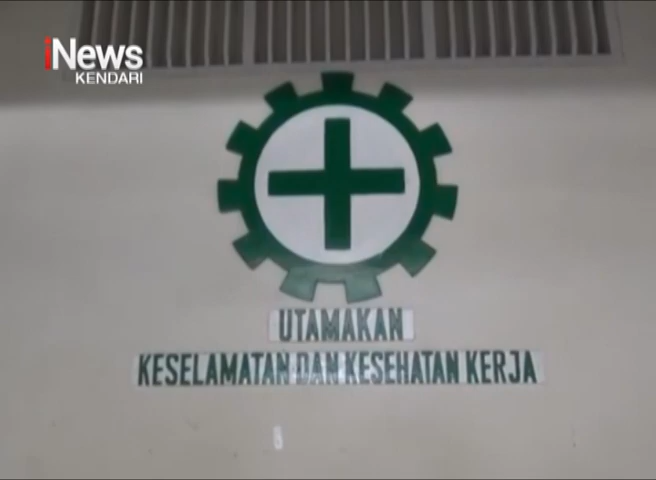 iNews
KENDARI
UTAMAKAN
KESELAMATAN DAN KESEHATAN KERJA